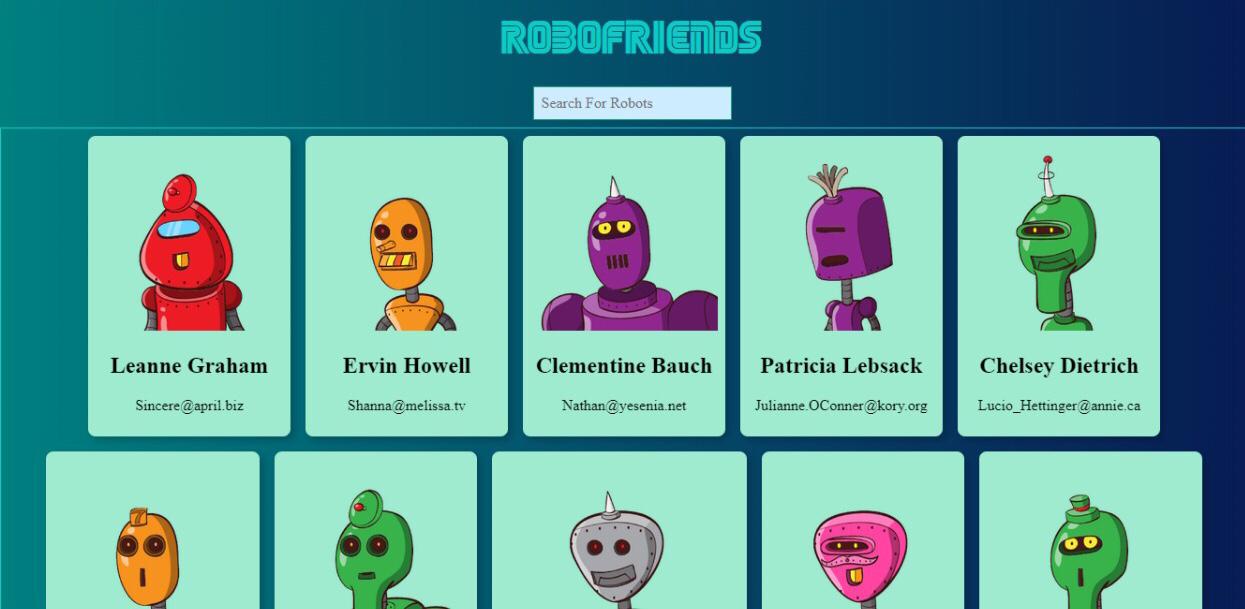 ROBOFRIENDS
Search For Robots
Leanne Graham
Ervin Howell
Clementine Bauch
Patricia Lebsack
Chelsey Dietrich
Sincere@april.biz
Shanna@melissa.tv
Nathan@yesenia.net
Julianne.OConner@kory.org
Lucio_Hettinger@annie.ca
7